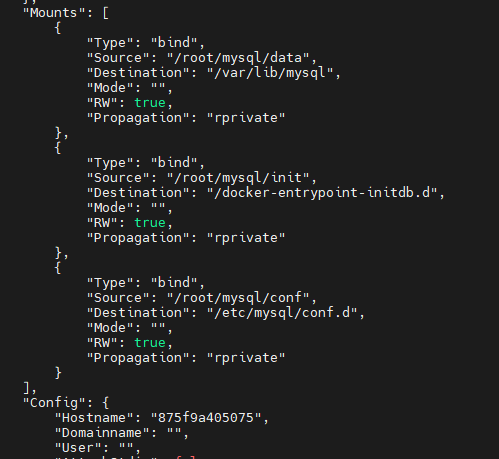 "Mounts": [
{
"Type": "bind",
"Source": "/root/mysql/data",
"Destination": "/var/lib/mysql",
"Mode": "",
"RW": true,
"Propagation": "rprivate"
},
{
"Type": "bind",
"Source": "/root/mysql/init",
"Destination": "/docker-entrypoint-initdb.d",
"Mode": "",
"RW": true,
"Propagation": "rprivate"
},
{
"Type": "bind",
"Source": "/root/mysql/conf",
"Destination": "/etc/mysql/conf.d",
"Mode": "",
"RW": true,
"Propagation": "rprivate"
}
],
"Config": {
"Hostname": "875f9a405075",
"Domainname": "",
"User": "",